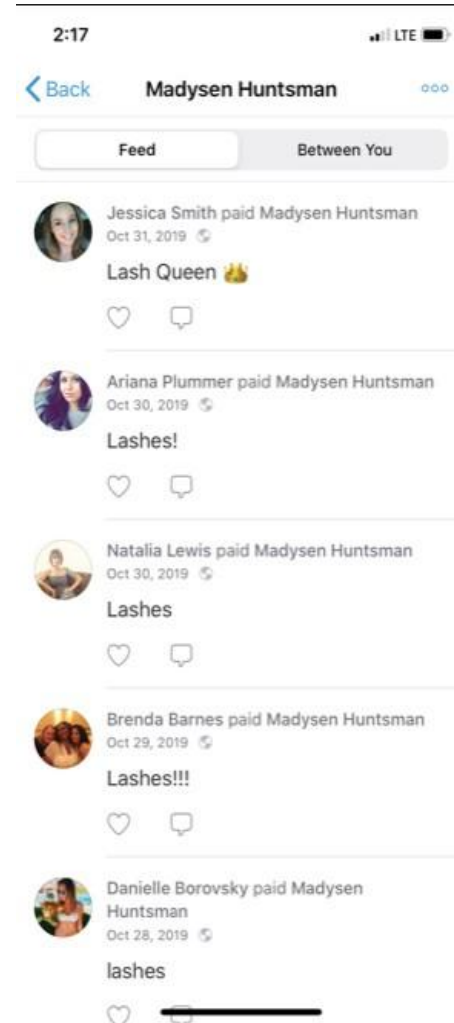 2:17
LTE
Back
Madysen Huntsman
Feed
Between You
Jessica Smith paid Madysen Huntsman
Oct 31, 2019
Lash Queen 👑
Ariana Plummer paid Madysen Huntsman
Oct 30, 2019
Lashes!
Natalia Lewis paid Madysen Huntsman
Oct 30, 2019
Lashes
Brenda Barnes paid Madysen Huntsman
Oct 29, 2019
Lashes!!!
Danielle Borovsky paid Madysen
Huntsman
Oct 28, 2019
lashes